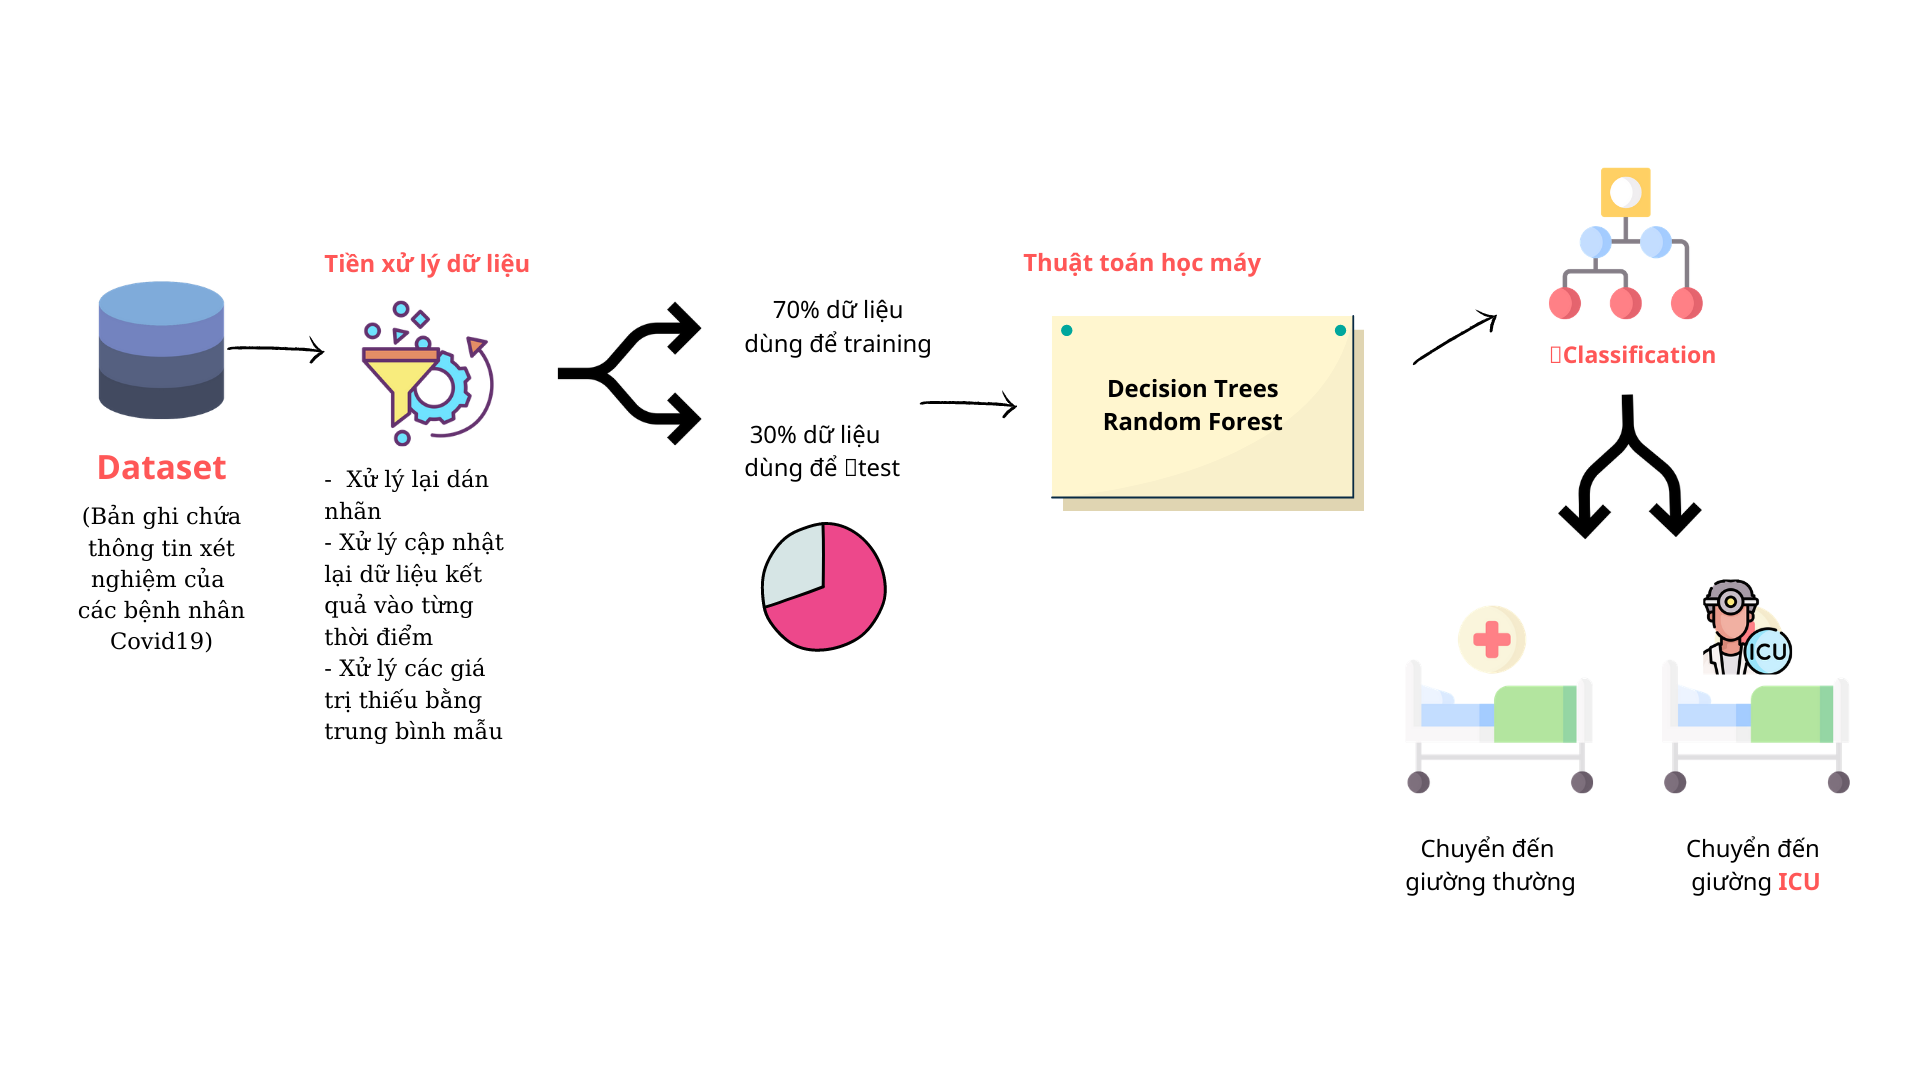 Dataset
(Bản ghi chứa
thông tin xét
nghiệm của
các bệnh nhân
Covid19)
Tiền xử lý dữ liệu
- Xử lý lại dán
nhãn
- Xử lý cập nhật
lại dữ liệu kết
quả vào từng
thời điểm
- Xử lý các giá
trị thiếu bằng
trung bình mẫu
70% dữ liệu
dùng để training
30% dữ liệu
dùng để test
Thuật toán học máy
Decision Trees
Random Forest
Classification
ICU
Chuyển đến
giường thường
Chuyển đến
giường ICU